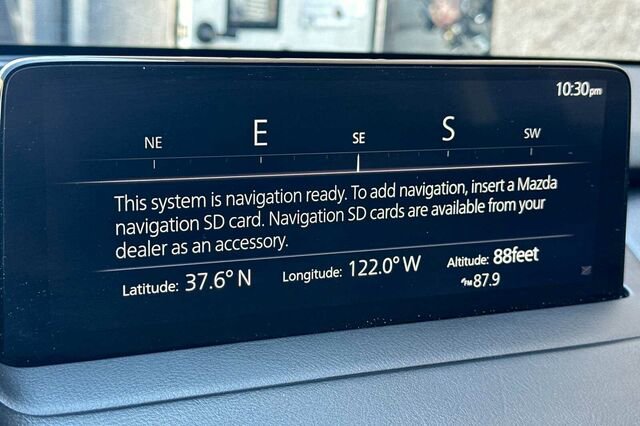 10:30pm
NE E SE S SW
This system is navigation ready. To add navigation, insert a Mazda
navigation SD card. Navigation SD cards are available from your
dealer as an accessory.
Latitude: 37.6° N Longitude: 122.0° W Altitude: 88feet
FM 87.9